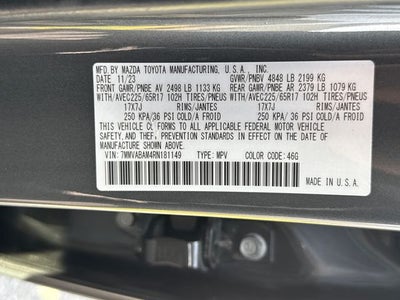 MFD. BY MAZDA TOYOTA MANUFACTURING, U.S.A., INC.
DATE 11/23 GVWR/PNBV 4848 LB 2199 KG
FRONT GAWR/PNBE AV 2498 LB 1133 KG REAR GAWR/PNBE AR 2379 LB 1079 KG
WITH/AVEC225/65R17 102H TIRES/PNEUS WITH/AVEC225/65R17 102H TIRES/PNEUS
17X7J RIMS/JANTES 17X7J RIMS/JANTES
250 KPA/36 PSI COLD/A FROID 250 KPA/36 PSI COLD/A FROID
THIS VEHICLE CONFORMS TO ALL APPLICABLE FEDERAL MOTOR VEHICLE
SAFETY,BUMPER,AND THEFT PREVENTION STANDARDS IN EFFECT ON THE
DATE OF MANUFACTURE SHOWN ABOVE.
VIN:7MMVABAM4RN181149 TYPE: MPV COLOR CODE:46G
MADE IN U.S.A.